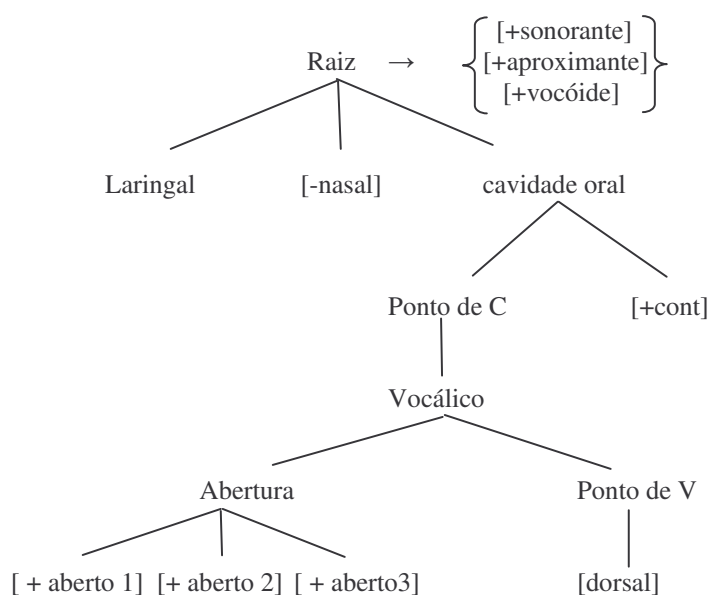 [+sonorante]
Raiz → [+aproximante]
[+vocóide]
Laringal [-nasal] cavidade oral
Ponto de C [+cont]
Vocálico
Abertura Ponto de V
[ + aberto 1] [+ aberto 2] [ + aberto3] [dorsal]